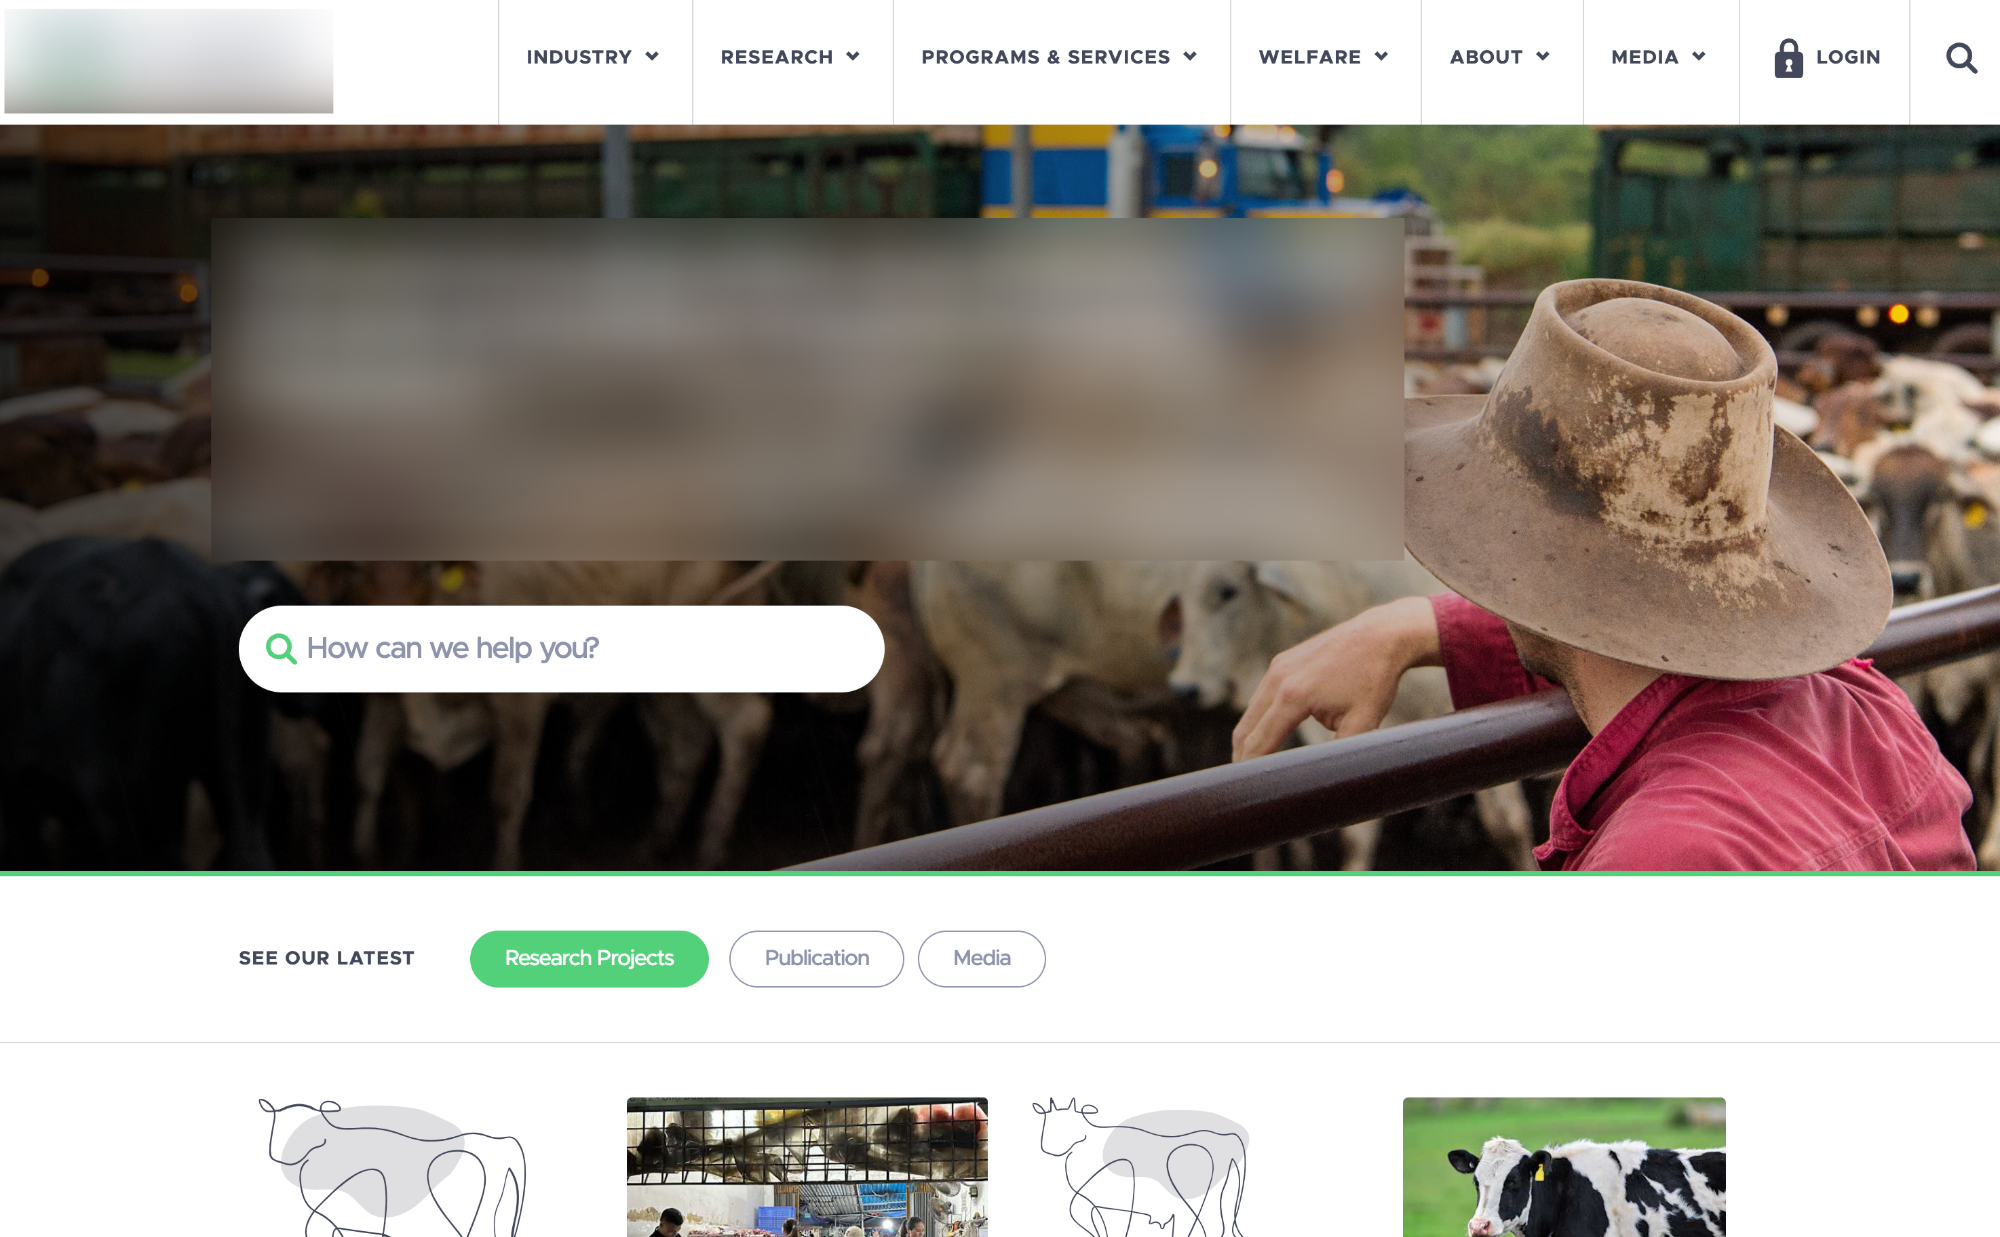 INDUSTRY
RESEARCH
PROGRAMS & SERVICES
WELFARE
ABOUT
MEDIA
LOGIN
How can we help you?
SEE OUR LATEST
Research Projects
Publication
Media